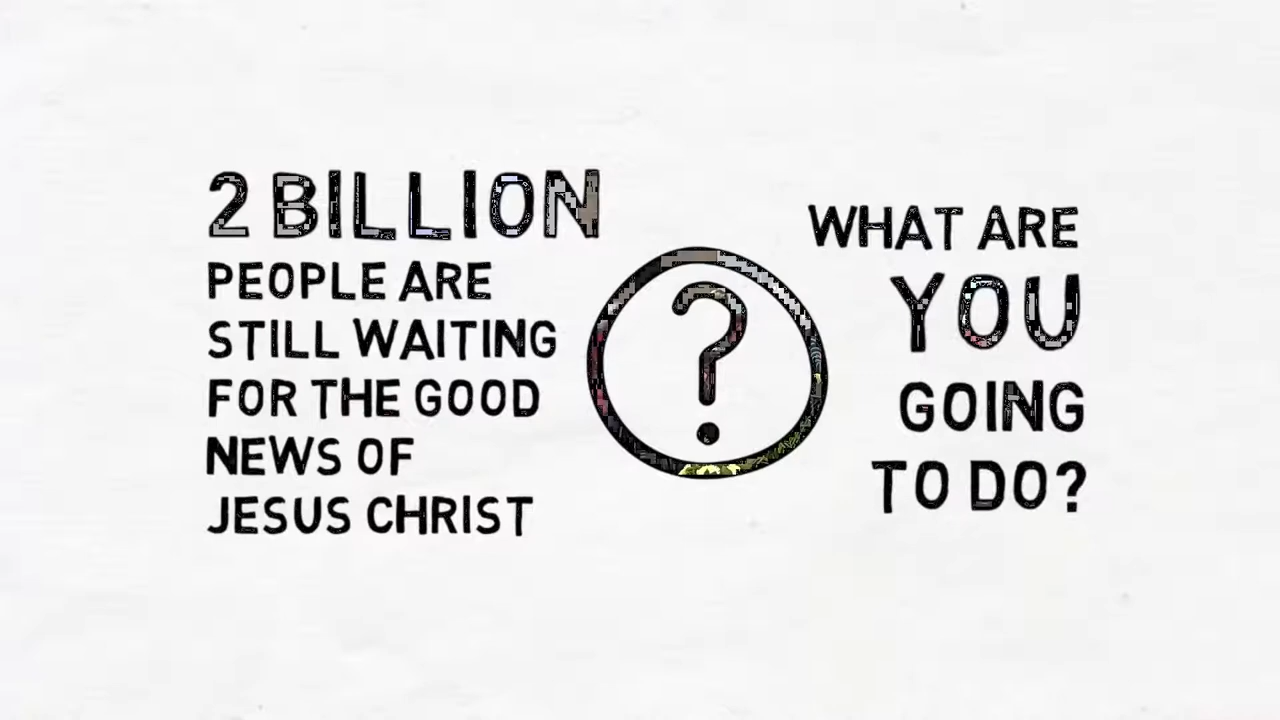 2 BILLION
PEOPLE ARE
STILL WAITING
FOR THE GOOD
NEWS OF
JESUS CHRIST
?
WHAT ARE
YOU
GOING
TO DO?